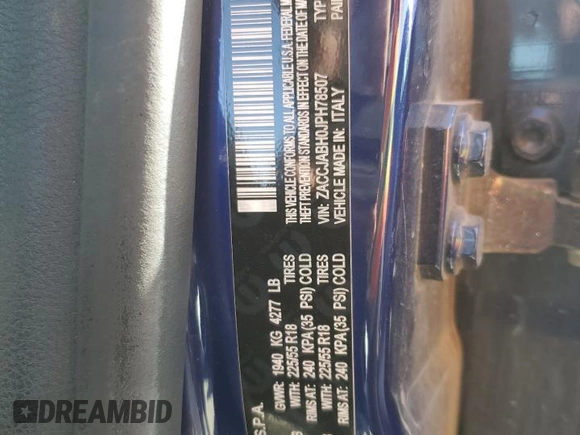 S.P.A.
GVWR: 1940 KG 4277 LB
WITH: 225/55 R18 TIRES
RIMS AT: 240 KPA (35 PSI) COLD
WITH: 225/55 R18 TIRES
RIMS AT: 240 KPA (35 PSI) COLD
THIS VEHICLE CONFORMS TO ALL APPLICABLE U.S.A. FEDERAL
THEFT PREVENTION STANDARDS IN EFFECT ON THE DATE OF
VIN: ZACCJABH0JPH78507
VEHICLE MADE IN: ITALY
DREAMBID